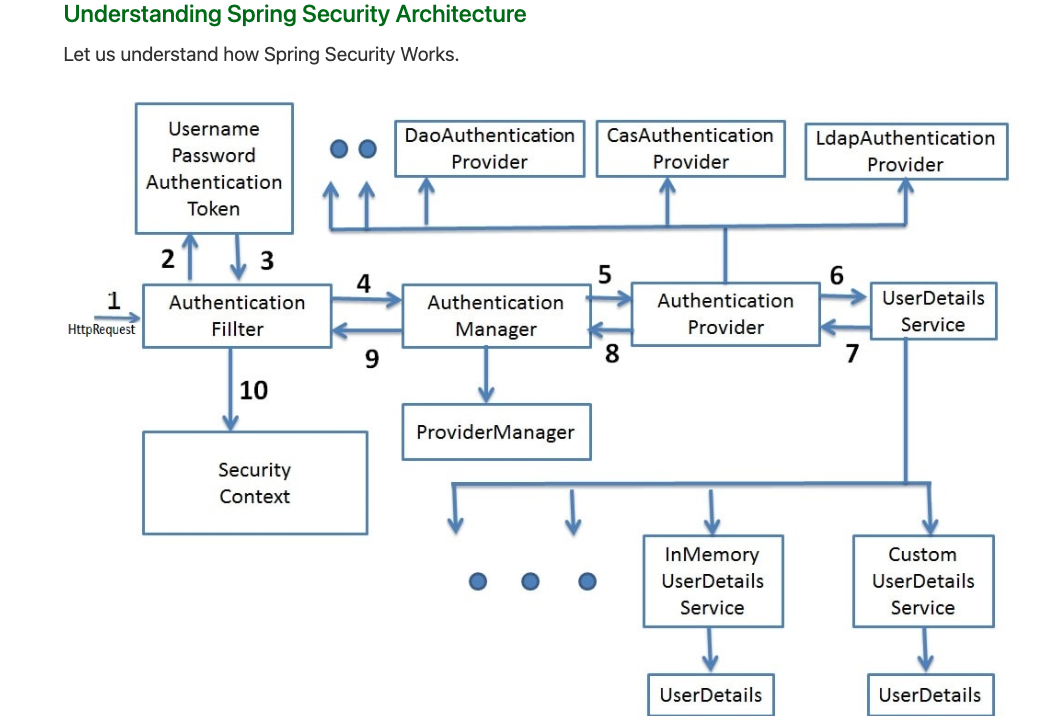 Understanding Spring Security Architecture
Let us understand how Spring Security Works.
Username
Password
Authentication
Token
DaoAuthentication
Provider
CasAuthentication
Provider
LdapAuthentication
Provider
2
3
1
HttpRequest
Authentication
Fillter
4
9
Authentication
Manager
5
8
Authentication
Provider
6
7
UserDetails
Service
10
ProviderManager
Security
Context
InMemory
UserDetails
Service
Custom
UserDetails
Service
UserDetails
UserDetails